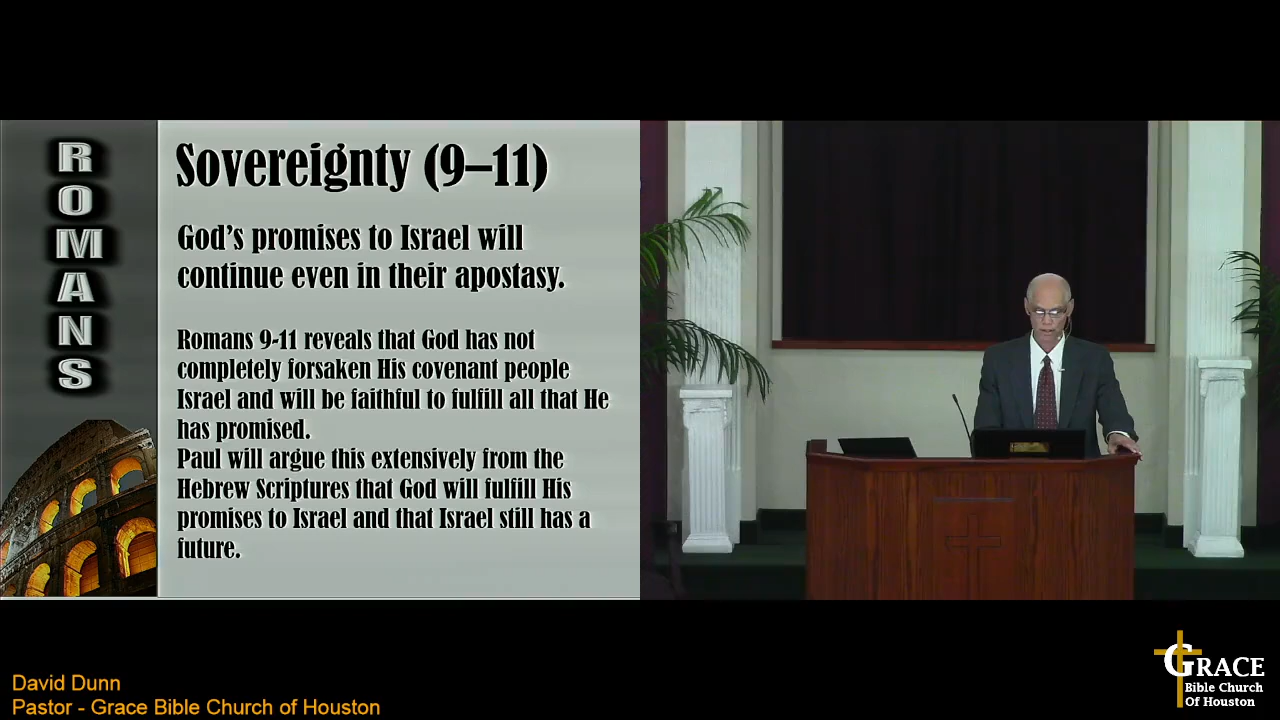 ROMANS
Sovereignty (9–11)
God’s promises to Israel will
continue even in their apostasy.
Romans 9-11 reveals that God has not
completely forsaken His covenant people
Israel and will be faithful to fulfill all that He
has promised.
Paul will argue this extensively from the
Hebrew Scriptures that God will fulfill His
promises to Israel and that Israel still has a
future.
David Dunn
Pastor - Grace Bible Church of Houston
GRACE
Bible Church
Of Houston